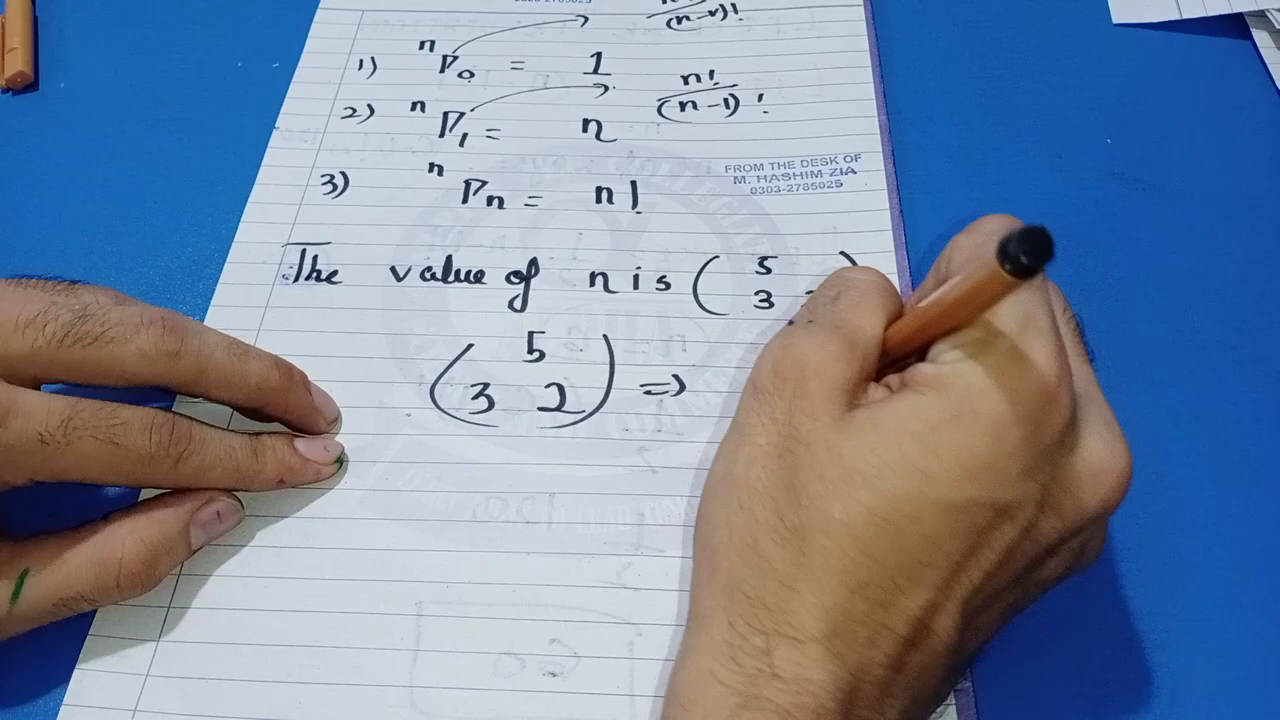 (n-r)!
1) ⁿP₀ = 1
n!
2) ⁿP₁ = n (n-1)!
FROM THE DESK OF
M. HASHIM ZIA
0303-2785025
3) ⁿPₙ = n!
The value of n is ( 5
3
( 5
3 2 ) =>